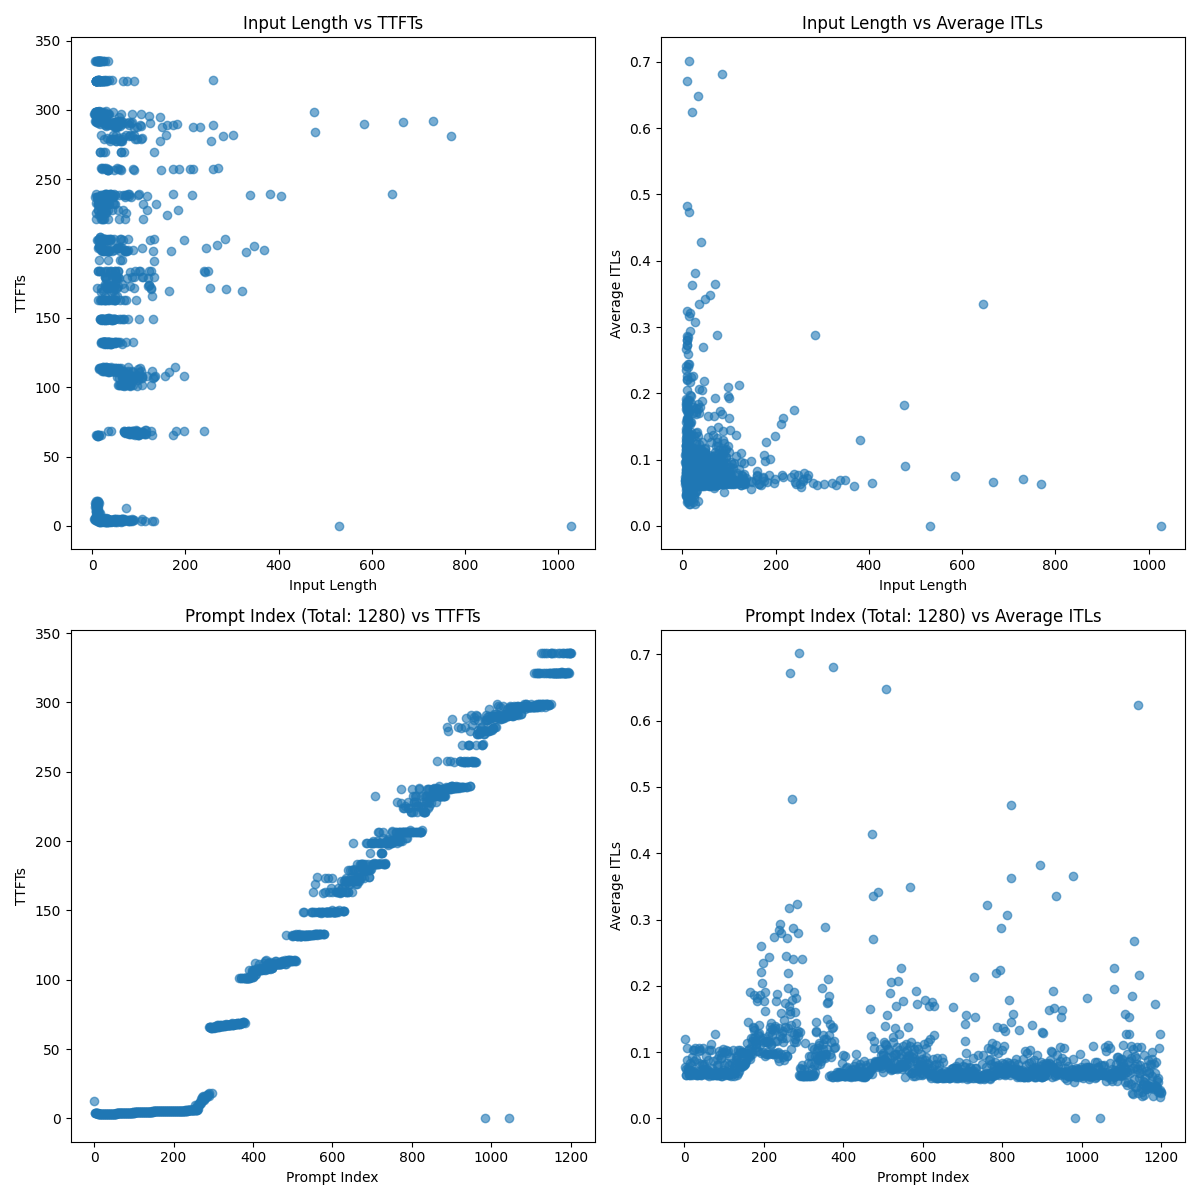 Input Length vs TTFTs
350
300
250
200
150
100
50
0
TTFTs
0 200 400 600 800 1000
Input Length
Input Length vs Average ITLs
0.7
0.6
0.5
0.4
0.3
0.2
0.1
0.0
Average ITLs
0 200 400 600 800 1000
Input Length
Prompt Index (Total: 1280) vs TTFTs
350
300
250
200
150
100
50
0
TTFTs
0 200 400 600 800 1000 1200
Prompt Index
Prompt Index (Total: 1280) vs Average ITLs
0.7
0.6
0.5
0.4
0.3
0.2
0.1
0.0
Average ITLs
0 200 400 600 800 1000 1200
Prompt Index